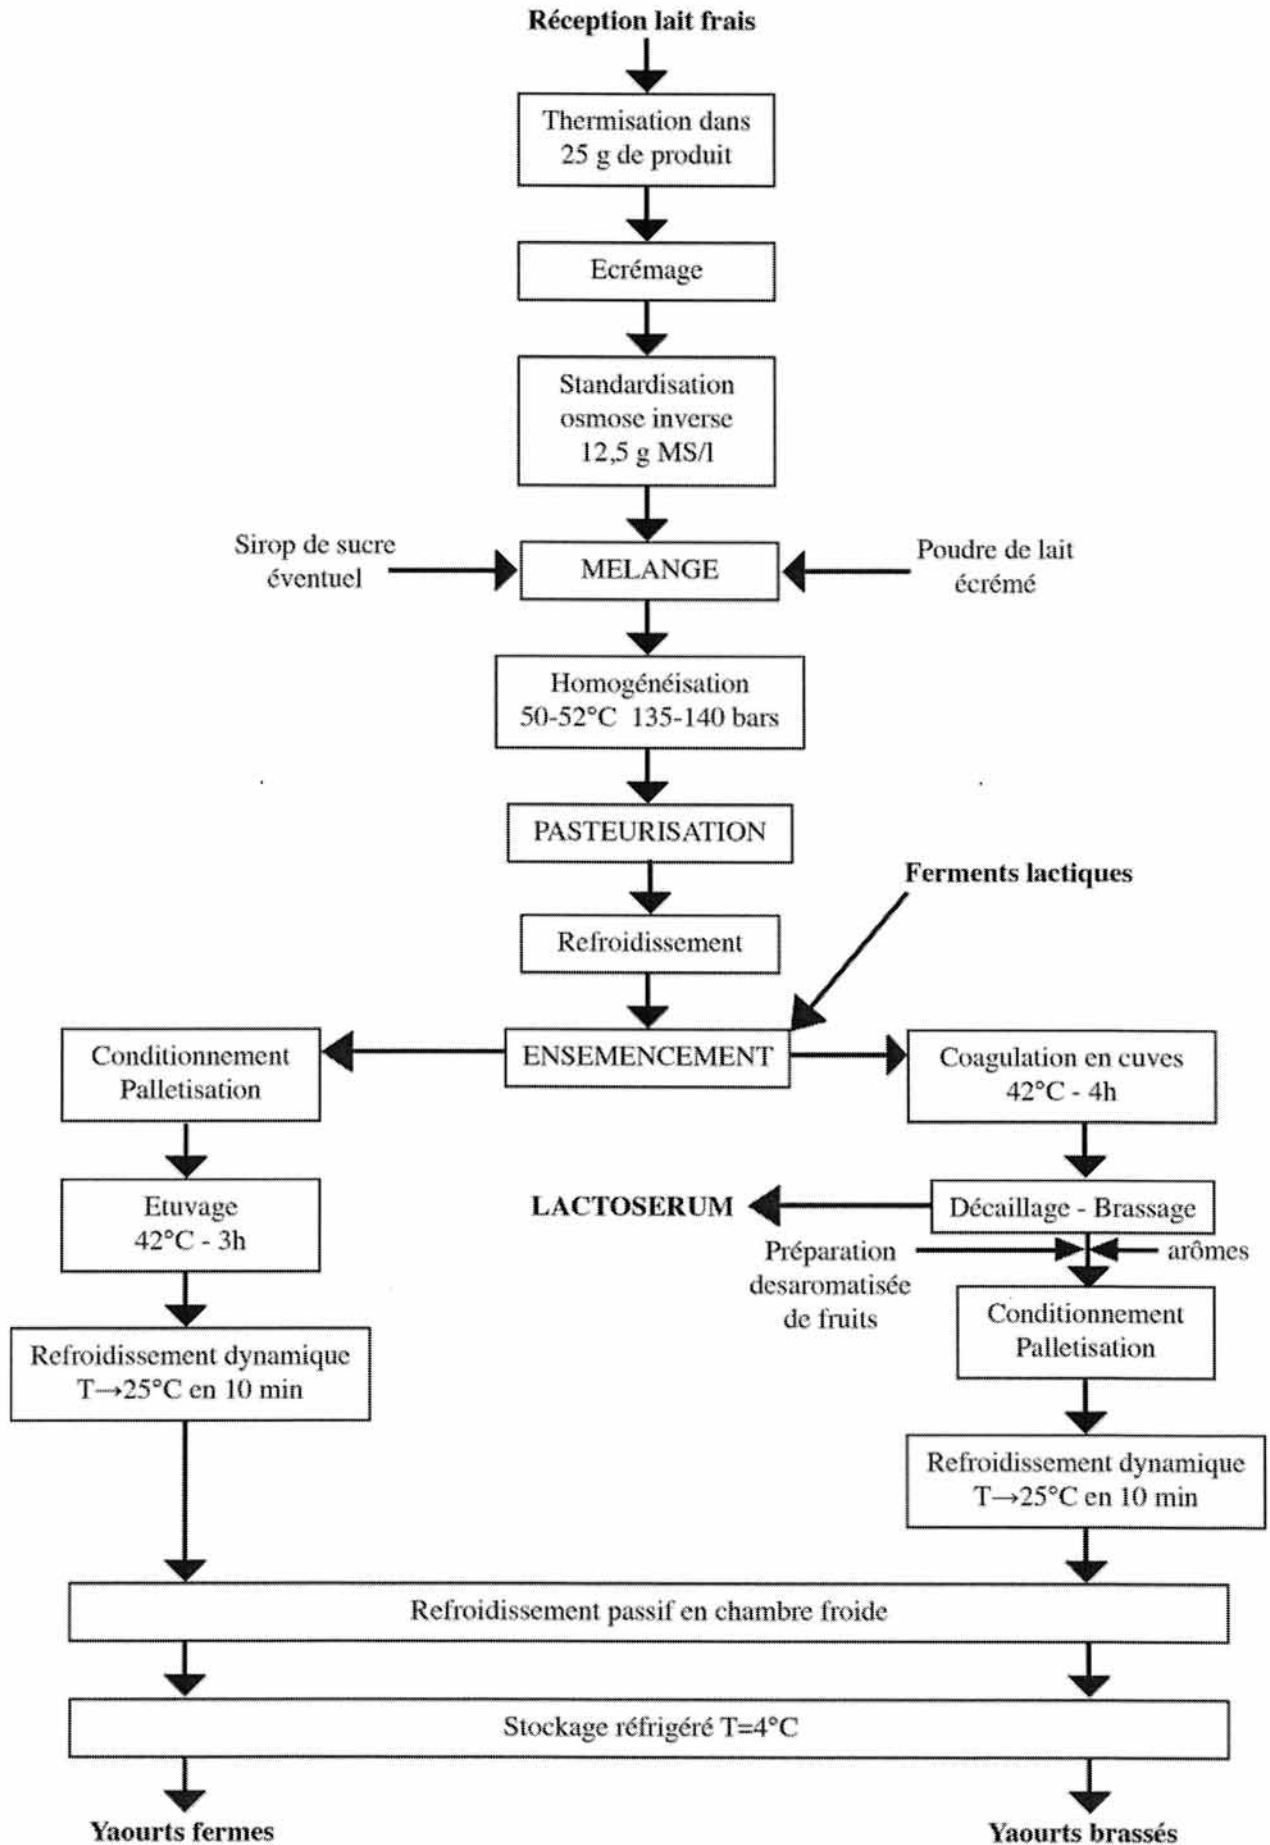 Réception lait frais
Thermisation dans
25 g de produit
Ecrémage
Standardisation
osmose inverse
12,5 g MS/l
Sirop de sucre
éventuel
MELANGE
Poudre de lait
écrémé
Homogénéisation
50-52°C 135-140 bars
PASTEURISATION
Ferments lactiques
Refroidissement
ENSEMENCEMENT
Conditionnement
Palletisation
Coagulation en cuves
42°C - 4h
Etuvage
42°C - 3h
LACTOSERUM
Décaillage - Brassage
Préparation
desaromatisée
de fruits
arômes
Conditionnement
Palletisation
Refroidissement dynamique
T→25°C en 10 min
Refroidissement dynamique
T→25°C en 10 min
Refroidissement passif en chambre froide
Stockage réfrigéré T=4°C
Yaourts fermes
Yaourts brassés